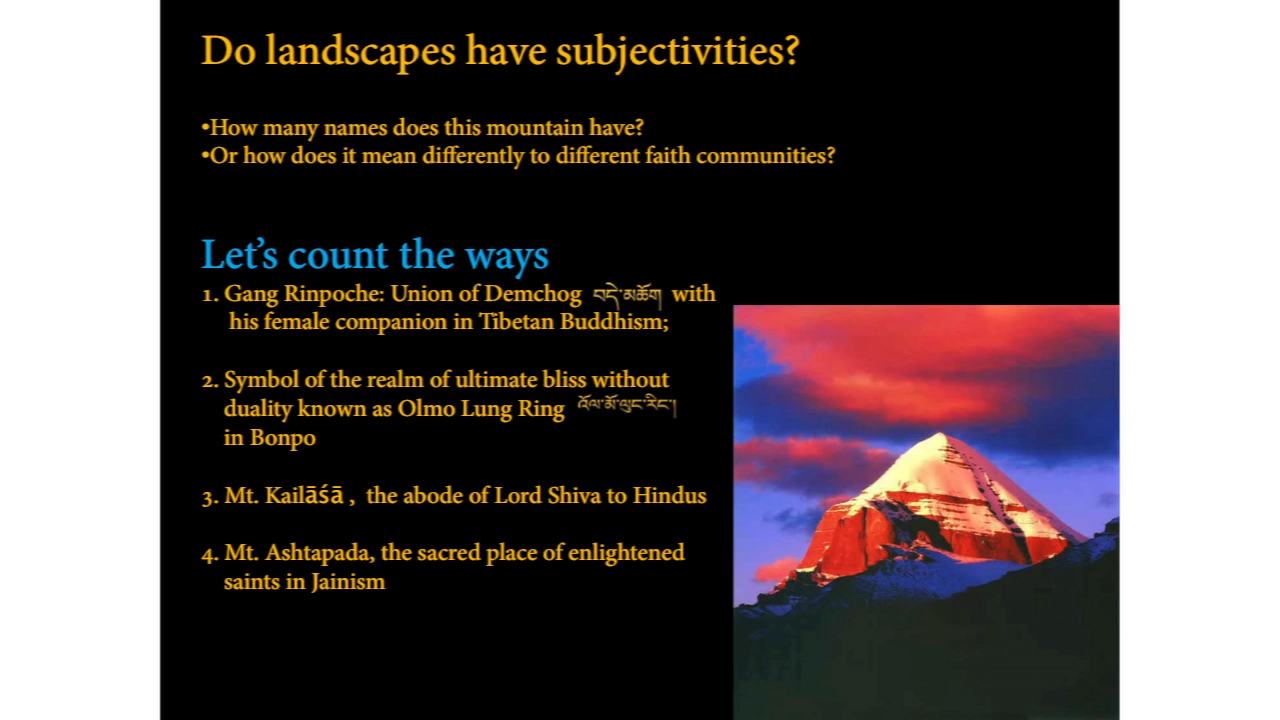 Do landscapes have subjectivities?
•How many names does this mountain have?
•Or how does it mean differently to different faith communities?
Let’s count the ways
1. Gang Rinpoche: Union of Demchog བདེ་མཆོག with
his female companion in Tibetan Buddhism;
2. Symbol of the realm of ultimate bliss without
duality known as Olmo Lung Ring འོལ་མོ་ལུང་རིང་།
in Bonpo
3. Mt. Kailāśā , the abode of Lord Shiva to Hindus
4. Mt. Ashtapada, the sacred place of enlightened
saints in Jainism